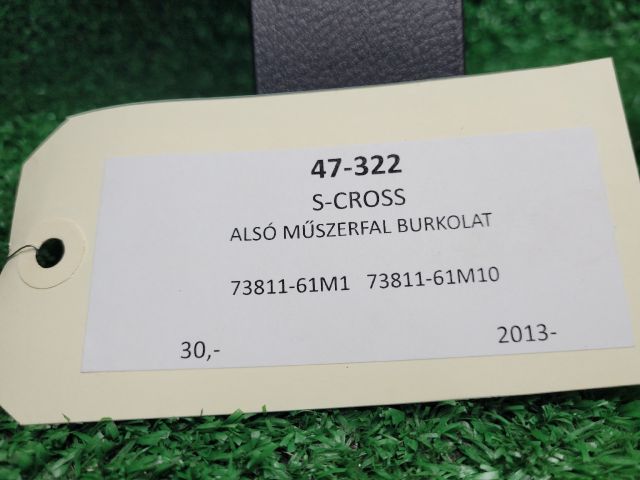 47-322
S-CROSS
ALSÓ MŰSZERFAL BURKOLAT
73811-61M1 73811-61M10
30,- 2013-